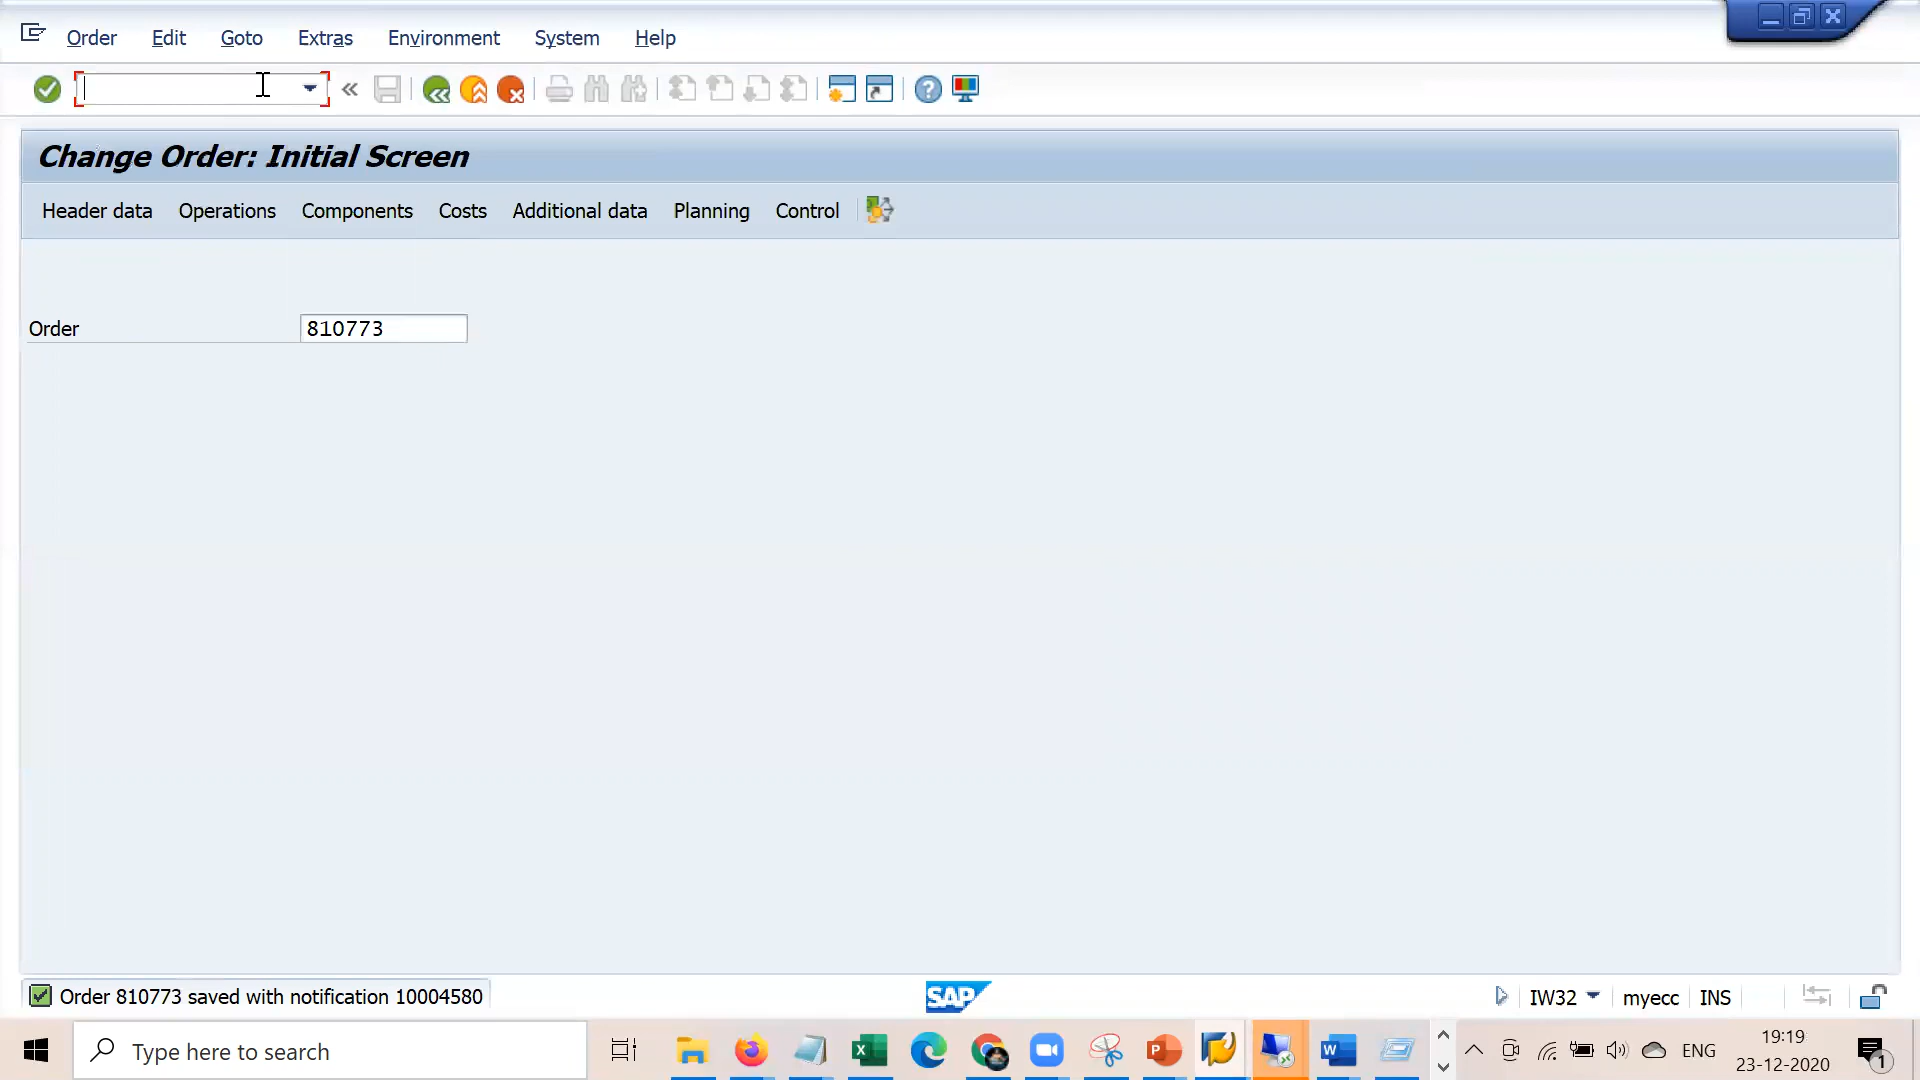 Order Edit Goto Extras Environment System Help
Change Order: Initial Screen
Header data Operations Components Costs Additional data Planning Control
Order 810773
Order 810773 saved with notification 10004580
SAP
IW32 myecc INS
Type here to search
ENG
19:19
23-12-2020
1